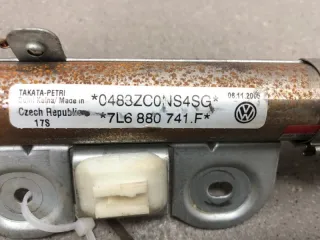 TAKATA-PETRI
Made in *0483ZC0NS4SG* 06.11.2005
Czech Republic
17S *7L6 880 741.F*